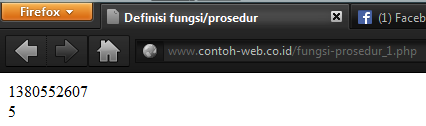 Firefox
Definisi fungsi/prosedur
(1) Faceb
www.contoh-web.co.id/fungsi-prosedur_1.php
1380552607
5